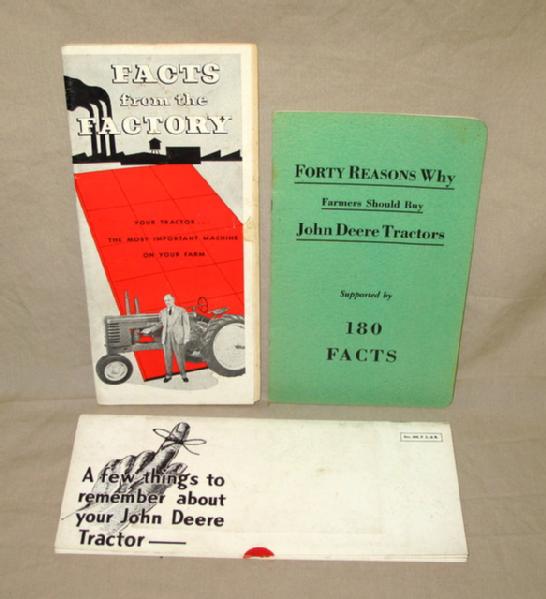 FACTS
from the
FACTORY
YOUR TRACTOR...
THE MOST IMPORTANT MACHINE
ON YOUR FARM
FORTY REASONS Why
Farmers Should Buy
John Deere Tractors
Supported by
180
FACTS
A few things to
remember about
your John Deere
Tractor—